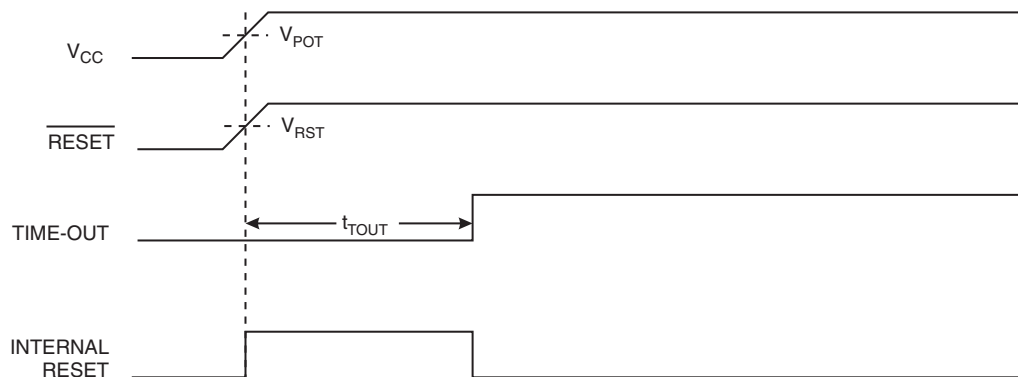 V_CC
V_POT
RESET
V_RST
TIME-OUT
t_TOUT
INTERNAL
RESET